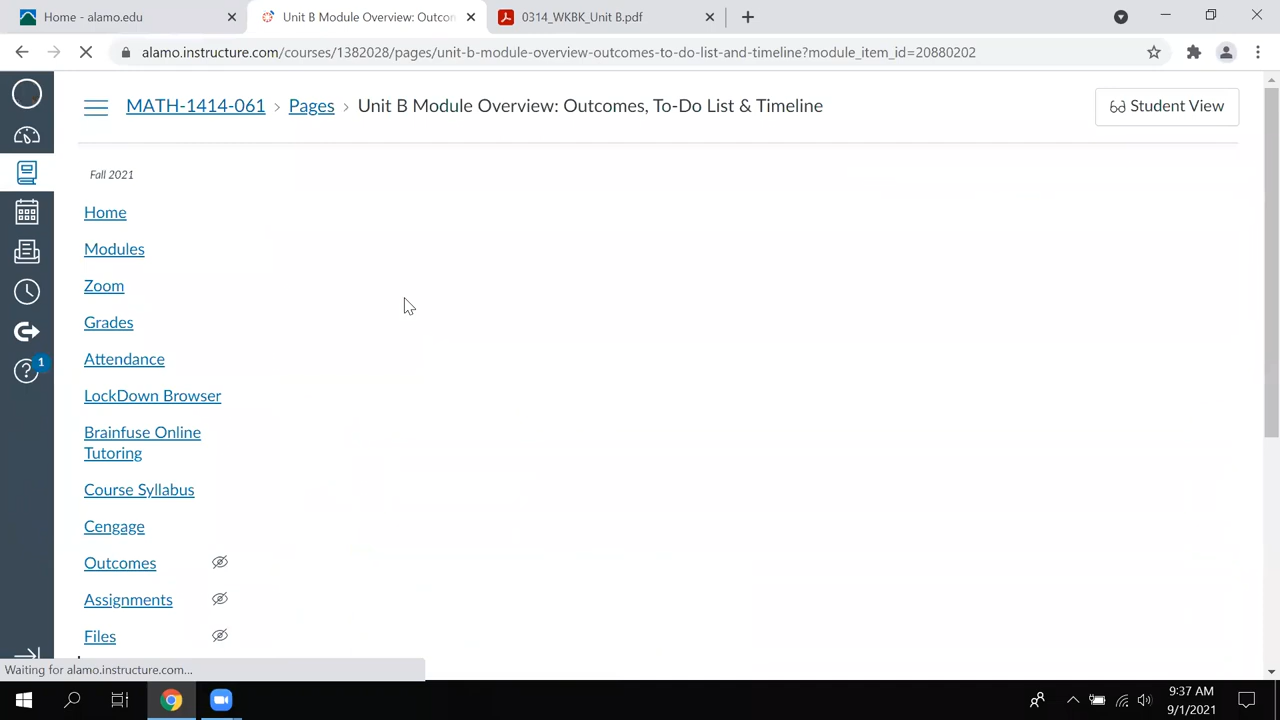 Home - alamo.edu
Unit B Module Overview: Outcon
0314_WKBK_Unit B.pdf
alamo.instructure.com/courses/1382028/pages/unit-b-module-overview-outcomes-to-do-list-and-timeline?module_item_id=20880202
MATH-1414-061 > Pages > Unit B Module Overview: Outcomes, To-Do List & Timeline
Student View
Fall 2021
Home
Modules
Zoom
Grades
Attendance
1
LockDown Browser
Brainfuse Online
Tutoring
Course Syllabus
Cengage
Outcomes
Assignments
Files
Waiting for alamo.instructure.com...
9:37 AM
9/1/2021